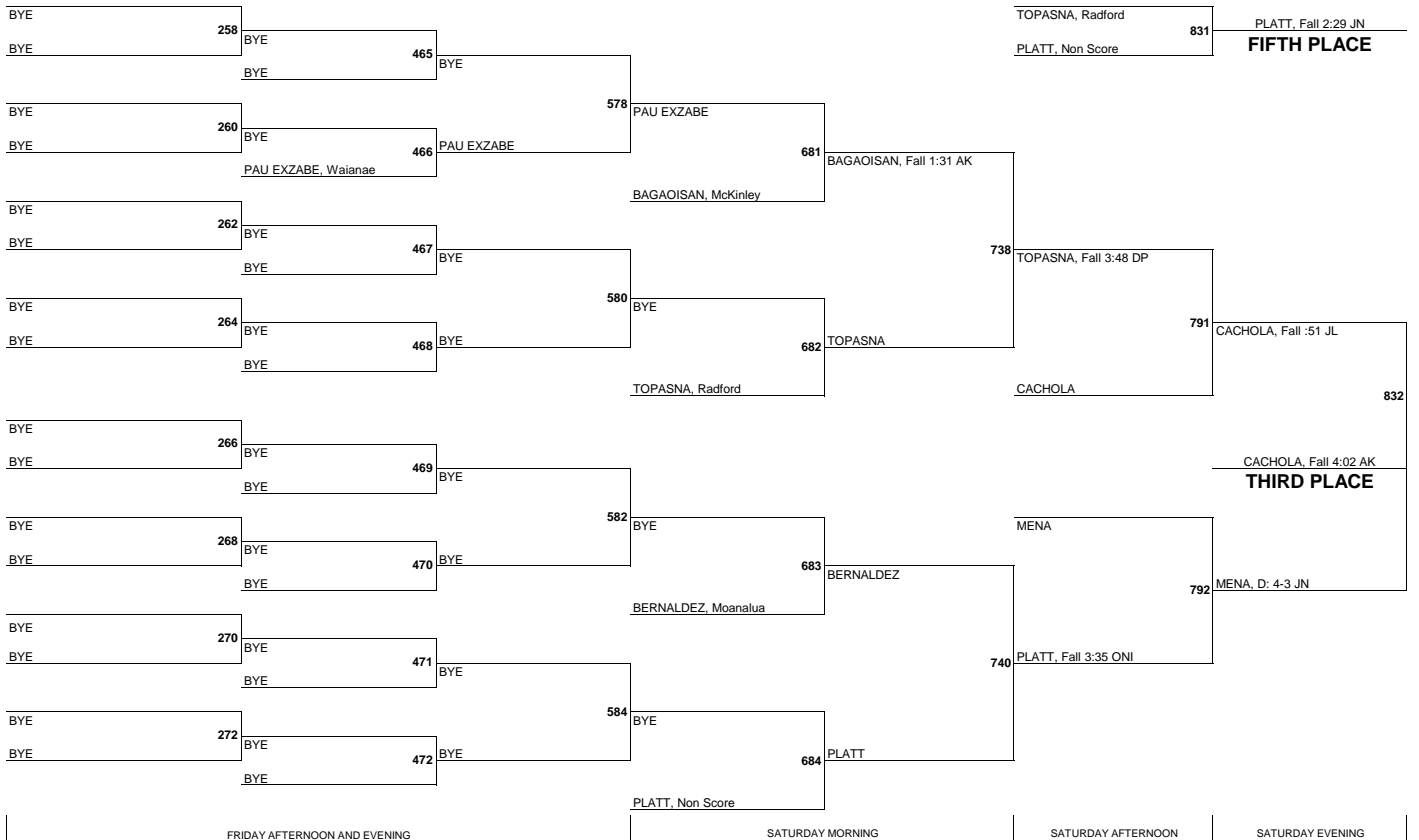 BYE
258
BYE
BYE
465
BYE
BYE
578
PAU EXZABE
BYE
260
BYE
BYE
466
PAU EXZABE
PAU EXZABE, Waianae
681
BAGAOISAN, Fall 1:31 AK
BAGAOISAN, McKinley
BYE
262
BYE
BYE
467
BYE
BYE
738
TOPASNA, Fall 3:48 DP
580
BYE
BYE
264
BYE
BYE
468
BYE
BYE
682
TOPASNA
TOPASNA, Radford
791
CACHOLA, Fall :51 JL
CACHOLA
832
BYE
266
BYE
BYE
469
BYE
BYE
582
BYE
BYE
268
BYE
BYE
470
BYE
BYE
683
BERNALDEZ
BERNALDEZ, Moanalua
MENA
792
MENA, D: 4-3 JN
BYE
270
BYE
BYE
471
BYE
BYE
740
PLATT, Fall 3:35 ONI
584
BYE
BYE
272
BYE
BYE
472
BYE
BYE
684
PLATT
PLATT, Non Score
TOPASNA, Radford
831
PLATT, Non Score
PLATT, Fall 2:29 JN
FIFTH PLACE
CACHOLA, Fall 4:02 AK
THIRD PLACE
FRIDAY AFTERNOON AND EVENING
SATURDAY MORNING
SATURDAY AFTERNOON
SATURDAY EVENING